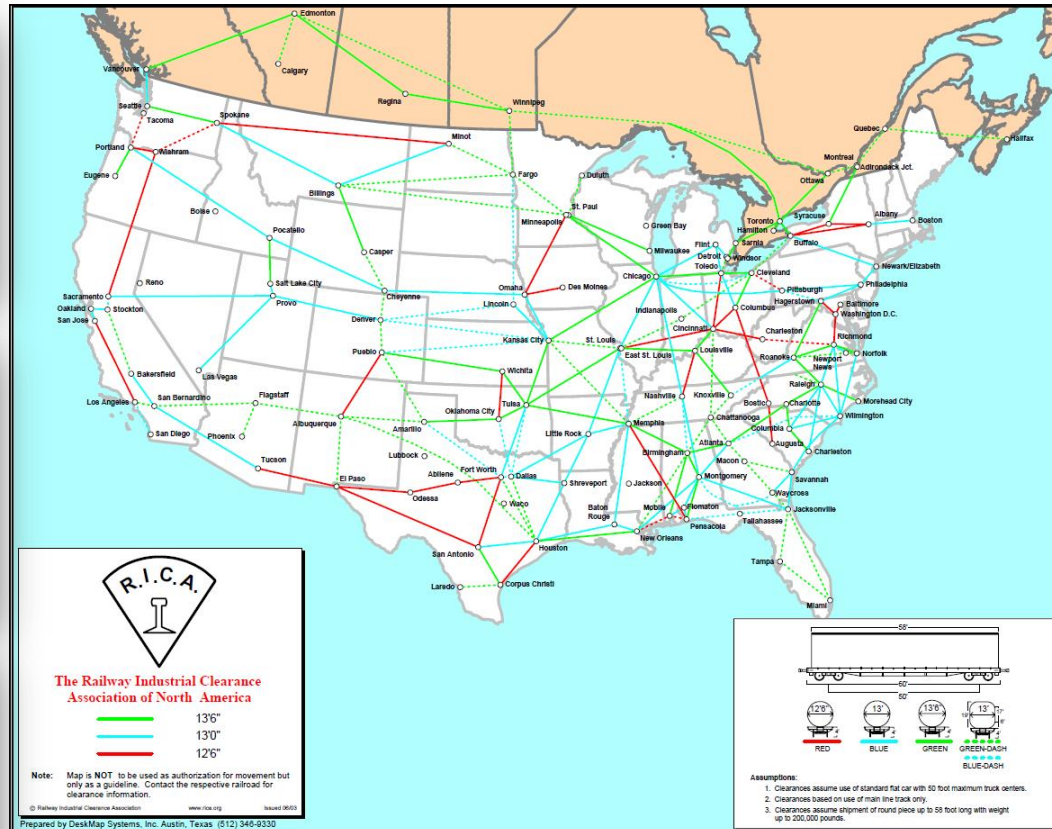 Edmonton
Calgary
Vancouver
Regina
Winnipeg
Seattle
Tacoma
Spokane
Portland
Wishram
Eugene
Minot
Quebec
Halifax
Montreal
Adirondack Jct.
Ottawa
Billings
Fargo
Duluth
Boise
St. Paul
Minneapolis
Green Bay
Toronto
Hamilton
Syracuse
Albany
Boston
Pocatello
Casper
Milwaukee
Flint
Sarnia
Buffalo
Detroit
Windsor
Chicago
Toledo
Cleveland
Newark/Elizabeth
Reno
Salt Lake City
Cheyenne
Omaha
Des Moines
Pittsburgh
Philadelphia
Sacramento
Provo
Lincoln
Indianapolis
Columbus
Hagerstown
Baltimore
Washington D.C.
Oakland
Stockton
San Jose
Denver
Kansas City
St. Louis
Cincinnati
Charleston
Richmond
East St. Louis
Louisville
Roanoke
Newport
News
Norfolk
Pueblo
Bakersfield
Las Vegas
Wichita
Raleigh
Los Angeles
San Bernardino
Flagstaff
Albuquerque
Amarillo
Oklahoma City
Tulsa
Nashville
Knoxville
Bostic
Charlotte
Morehead City
Chattanooga
Wilmington
San Diego
Phoenix
Little Rock
Memphis
Columbia
Atlanta
Augusta
Lubbock
Birmingham
Macon
Charleston
Tucson
El Paso
Abilene
Fort Worth
Dallas
Shreveport
Jackson
Montgomery
Savannah
Odessa
Waco
Baton
Rouge
Mobile
Flomaton
Waycross
Pensacola
Tallahassee
Jacksonville
New Orleans
San Antonio
Houston
Tampa
Laredo
Corpus Christi
Miami
R.I.C.A.
The Railway Industrial Clearance
Association of North America
13'6"
13'0"
12'6"
Note: Map is NOT to be used as authorization for movement but
only as a guideline. Contact the respective railroad for
clearance information.
© Railway Industrial Clearance Association www.rica.org Issued 06/03
Prepared by DeskMap Systems, Inc. Austin, Texas (512) 346-9330
58'
60'
50'
12'6" 13' 13'6" 13'
RED BLUE GREEN GREEN-DASH
BLUE-DASH
Assumptions:
1. Clearances assume use of standard flat car with 50 foot maximum truck centers.
2. Clearances based on use of main line track only.
3. Clearances assume shipment of round piece up to 58 foot long with weight
up to 200,000 pounds.